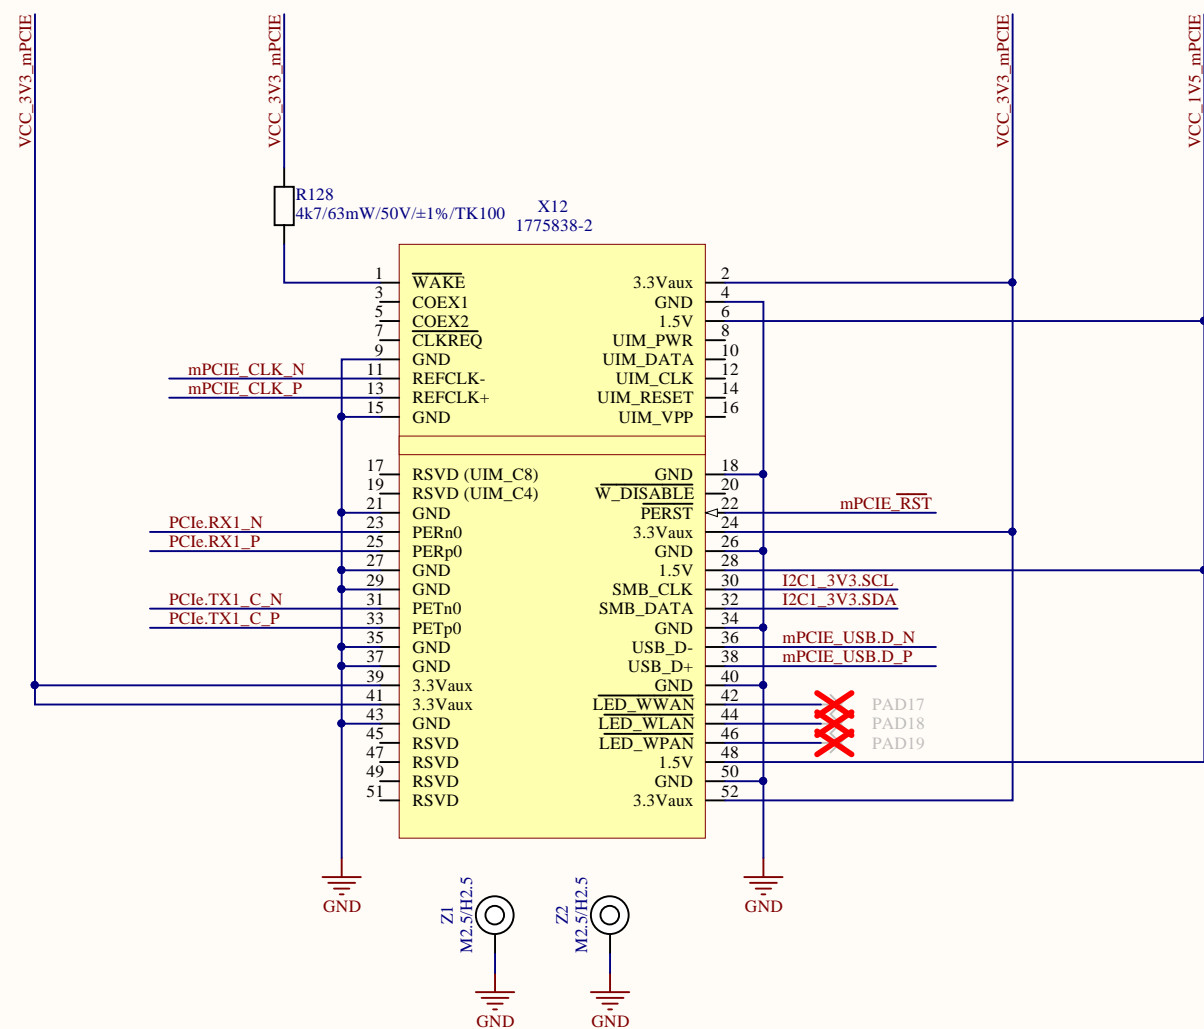 VCC_3V3_mPCIE
VCC_3V3_mPCIE
VCC_3V3_mPCIE
VCC_1V5_mPCIE
R128
4k7/63mW/50V/±1%/TK100
X12
1775838-2
1 WAKE 3.3Vaux 2
3 COEX1 GND 4
5 COEX2 1.5V 6
7 CLKREQ UIM_PWR 8
9 GND UIM_DATA 10
mPCIE_CLK_N 11 REFCLK- UIM_CLK 12
mPCIE_CLK_P 13 REFCLK+ UIM_RESET 14
15 GND UIM_VPP 16
17 RSVD (UIM_C8) GND 18
19 RSVD (UIM_C4) W_DISABLE 20
21 GND PERST 22 mPCIE_RST
PCIe.RX1_N 23 PERn0 3.3Vaux 24
PCIe.RX1_P 25 PERp0 GND 26
27 GND 1.5V 28
29 GND SMB_CLK 30 I2C1_3V3.SCL
PCIe.TX1_C_N 31 PETn0 SMB_DATA 32 I2C1_3V3.SDA
PCIe.TX1_C_P 33 PETp0 GND 34
35 GND USB_D- 36 mPCIE_USB.D_N
37 GND USB_D+ 38 mPCIE_USB.D_P
39 3.3Vaux GND 40
41 3.3Vaux LED_WWAN 42 PAD17
43 GND LED_WLAN 44 PAD18
45 RSVD LED_WPAN 46 PAD19
47 RSVD 1.5V 48
49 RSVD GND 50
51 RSVD 3.3Vaux 52
GND
GND
Z1
M2.5/H2.5
Z2
M2.5/H2.5
GND
GND